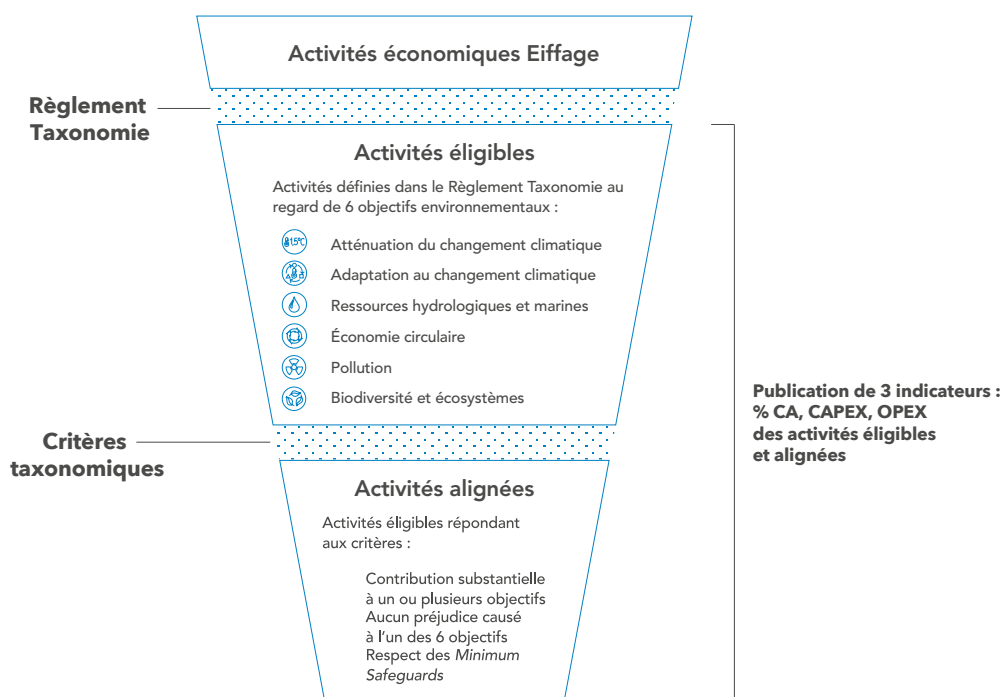 Activités économiques Eiffage
Règlement
Taxonomie
Activités éligibles
Activités définies dans le Règlement Taxonomie au
regard de 6 objectifs environnementaux :
1.5°C
Atténuation du changement climatique
Adaptation au changement climatique
Ressources hydrologiques et marines
Économie circulaire
Pollution
Biodiversité et écosystèmes
Critères
taxonomiques
Activités alignées
Activités éligibles répondant
aux critères :
Contribution substantielle
à un ou plusieurs objectifs
Aucun préjudice causé
à l'un des 6 objectifs
Respect des Minimum
Safeguards
Publication de 3 indicateurs :
% CA, CAPEX, OPEX
des activités éligibles
et alignées